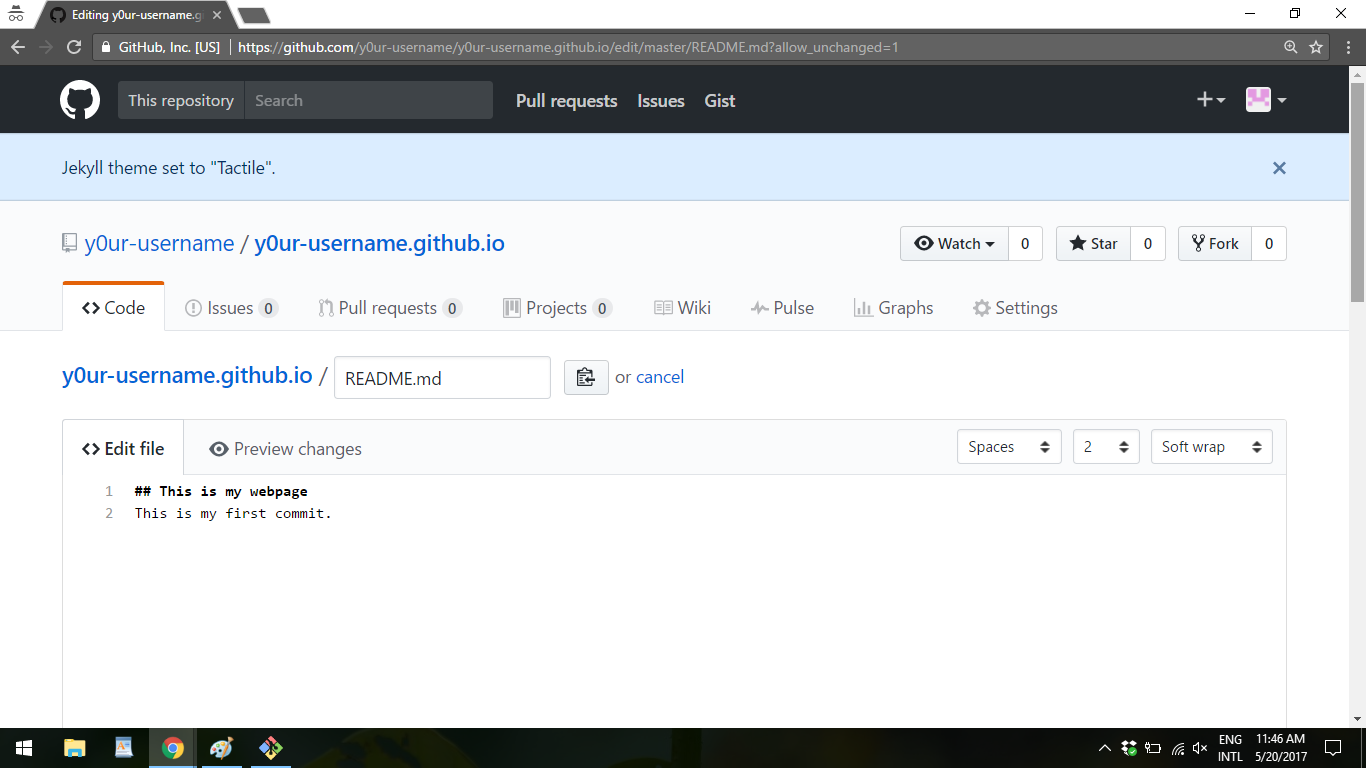 Editing y0ur-username.g
GitHub, Inc. [US] https://github.com/y0ur-username/y0ur-username.github.io/edit/master/README.md?allow_unchanged=1
This repository Search Pull requests Issues Gist
Jekyll theme set to "Tactile".
y0ur-username / y0ur-username.github.io Watch 0 Star 0 Fork 0
Code Issues 0 Pull requests 0 Projects 0 Wiki Pulse Graphs Settings
y0ur-username.github.io / README.md or cancel
Edit file Preview changes Spaces 2 Soft wrap
1 ## This is my webpage
2 This is my first commit.
ENG 11:46 AM
INTL 5/20/2017